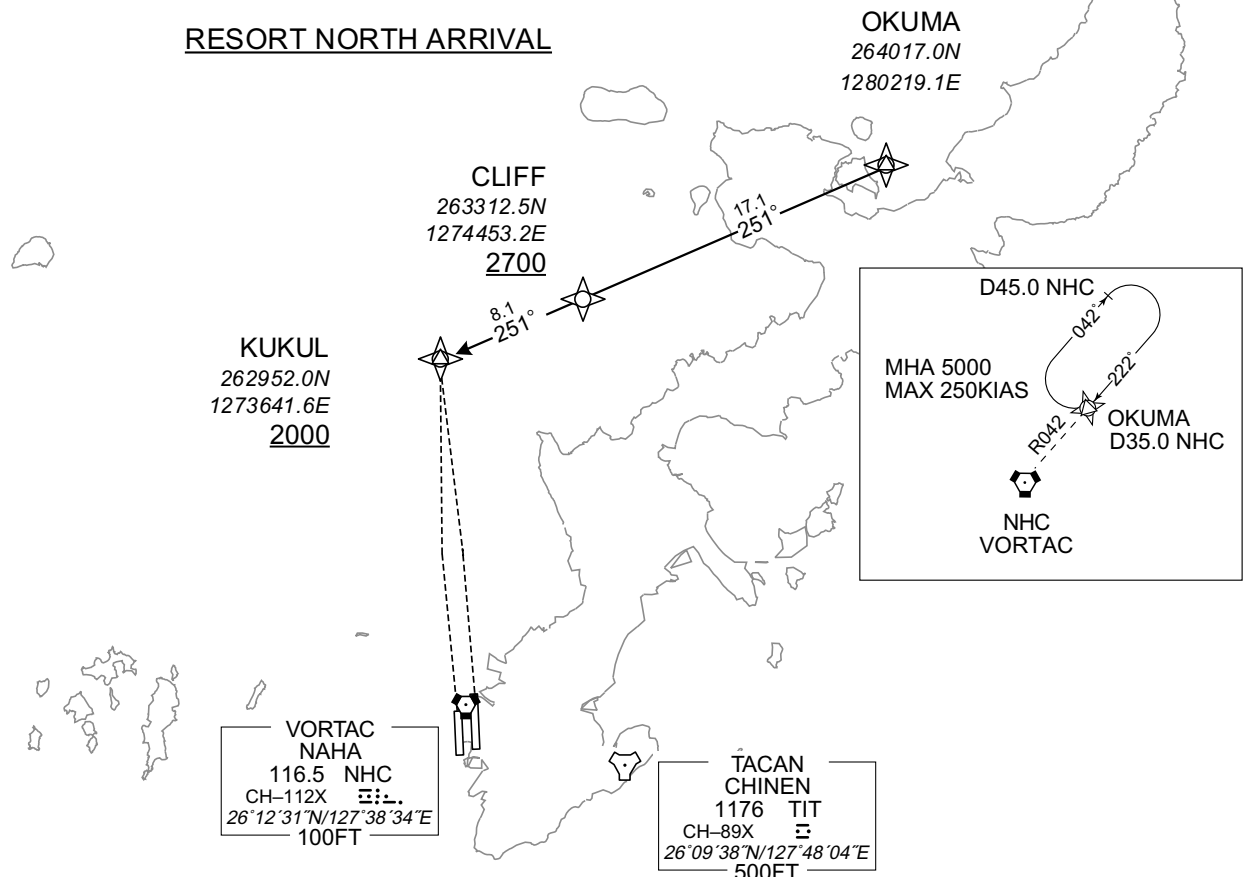 RESORT NORTH ARRIVAL
OKUMA
264017.0N
1280219.1E
CLIFF
263312.5N
1274453.2E
2700
17.1
251°
8.1
251°
KUKUL
262952.0N
1273641.6E
2000
D45.0 NHC
042°
222°
MHA 5000
MAX 250KIAS
OKUMA
D35.0 NHC
R042
NHC
VORTAC
VORTAC
NAHA
116.5 NHC
CH–112X
26°12´31˝N/127°38´34˝E
100FT
TACAN
CHINEN
1176 TIT
CH–89X
26°09´38˝N/127°48´04˝E
500FT